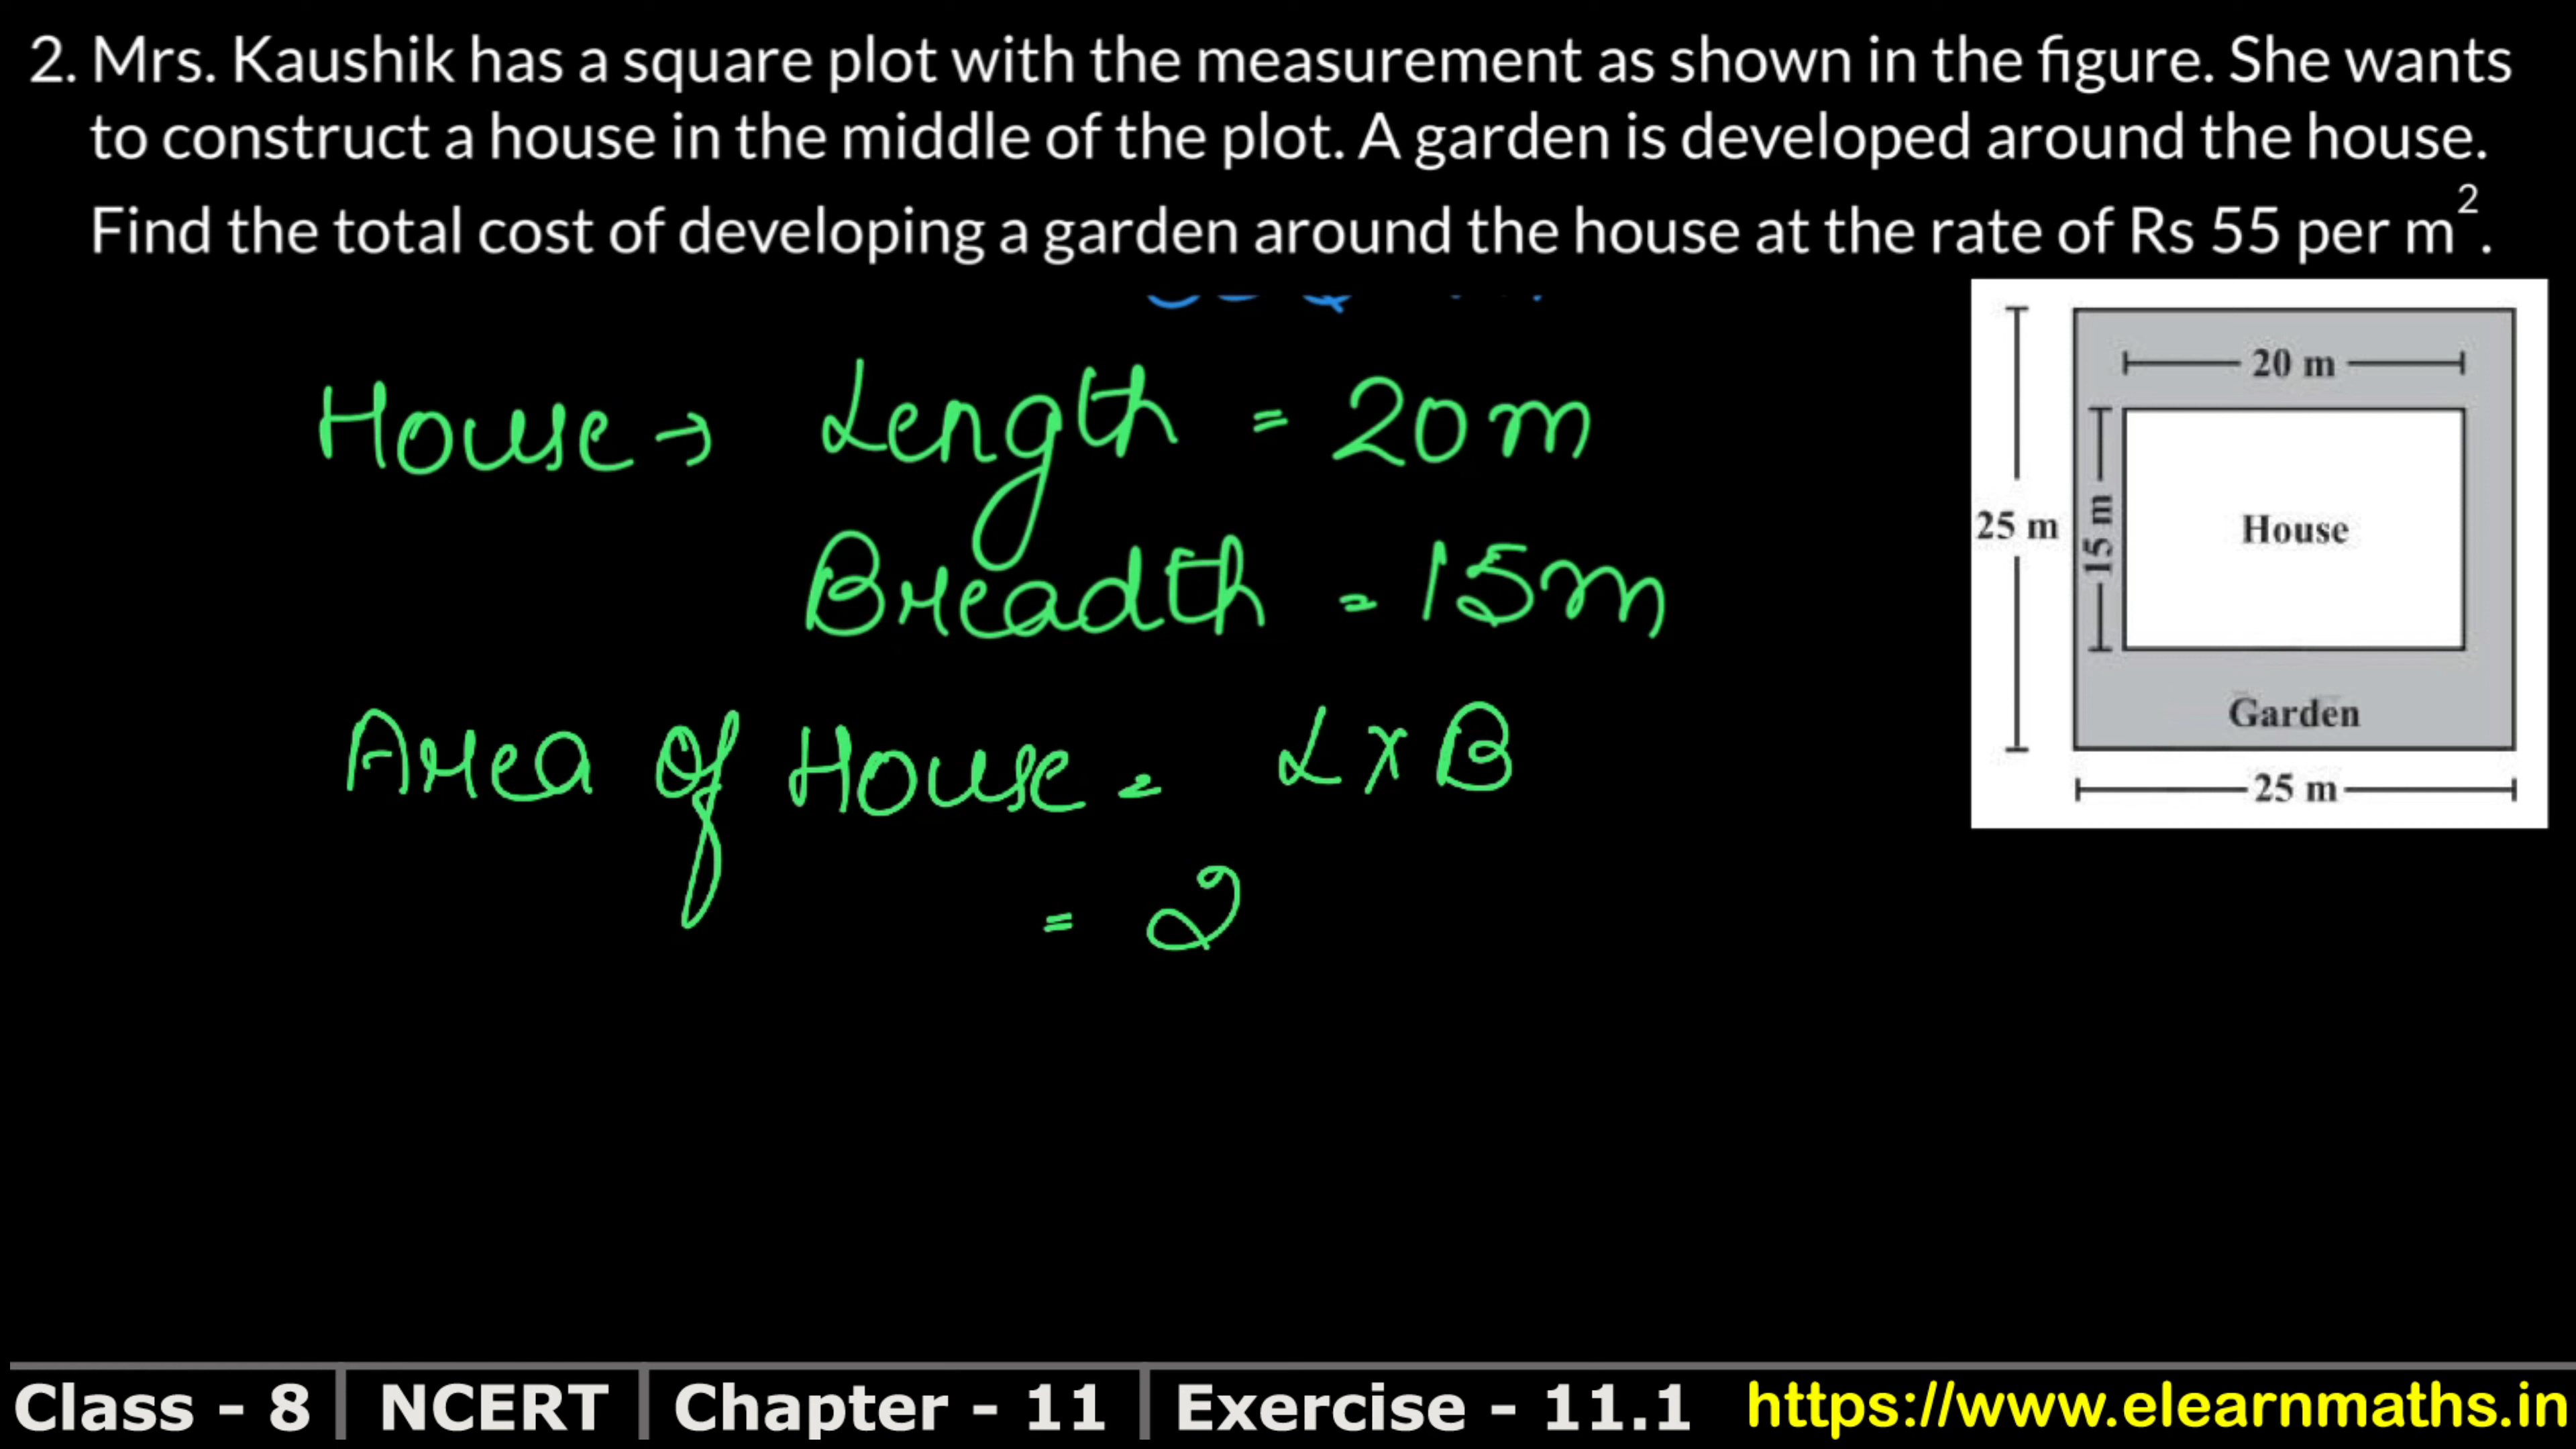 2. Mrs. Kaushik has a square plot with the measurement as shown in the figure. She wants
to construct a house in the middle of the plot. A garden is developed around the house.
Find the total cost of developing a garden around the house at the rate of Rs 55 per m².
House → Length = 20m
Breadth = 15m
Area of House = L × B
= 2
20 m
25 m
15 m
House
Garden
25 m
Class - 8 | NCERT | Chapter - 11 | Exercise - 11.1 https://www.elearnmaths.in